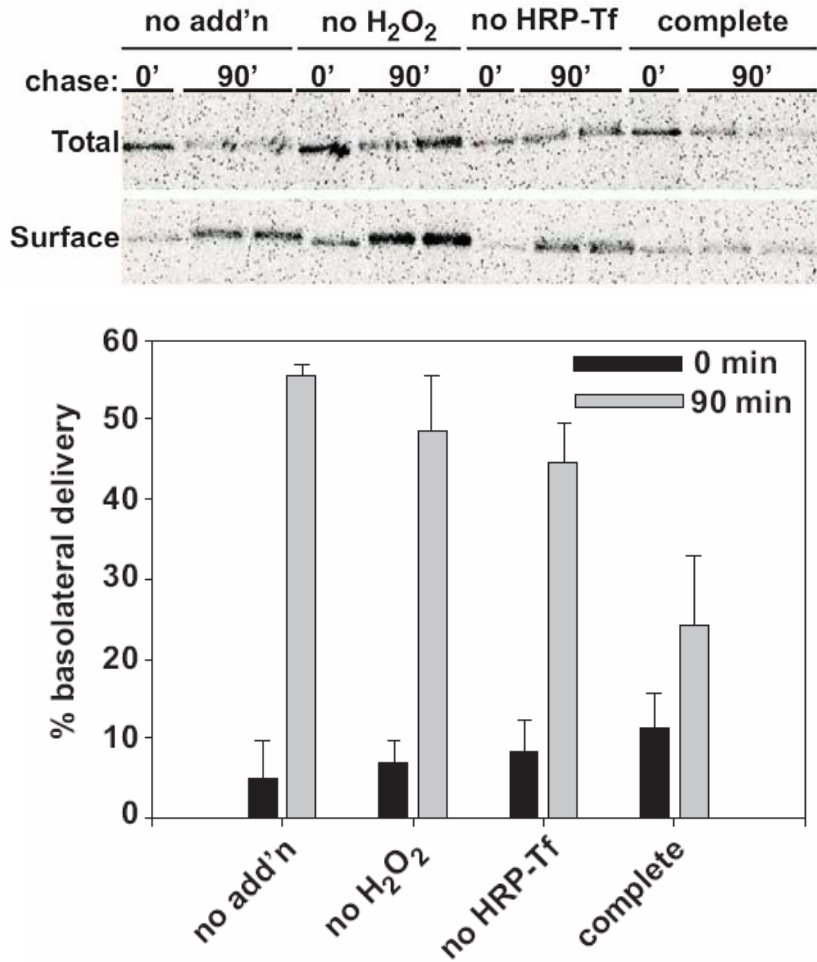 no add'n no H₂O₂ no HRP-Tf complete
chase: 0' 90' 0' 90' 0' 90' 0' 90'
Total
Surface
60
50
40
30
20
10
0
% basolateral delivery
0 min
90 min
no add'n
no H₂O₂
no HRP-Tf
complete